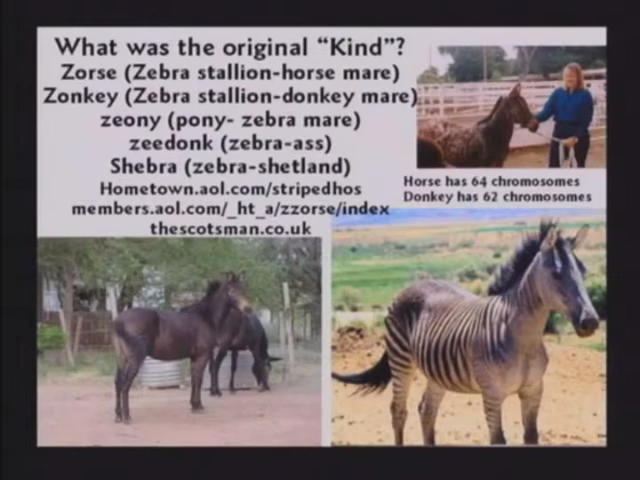 What was the original “Kind”?
Zorse (Zebra stallion-horse mare)
Zonkey (Zebra stallion-donkey mare)
zeony (pony- zebra mare)
zeedonk (zebra-ass)
Shebra (zebra-shetland)
Hometown.aol.com/stripedhos
members.aol.com/_ht_a/zzorse/index
thescotsman.co.uk
Horse has 64 chromosomes
Donkey has 62 chromosomes